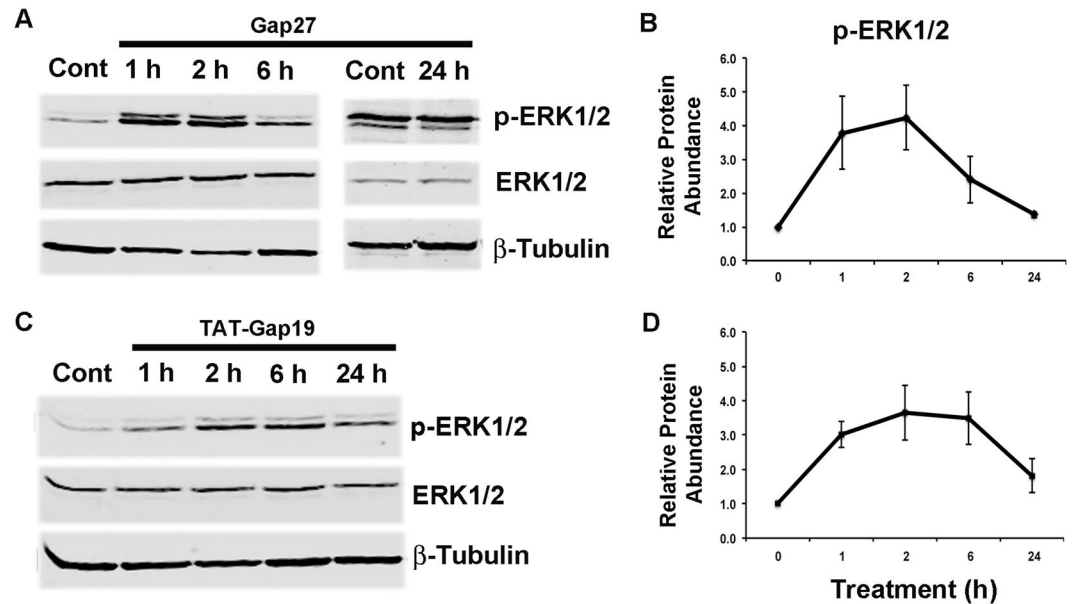 A
Gap27
Cont 1 h 2 h 6 h Cont 24 h
p-ERK1/2
ERK1/2
β-Tubulin
B
p-ERK1/2
Relative Protein
Abundance
6.0
5.0
4.0
3.0
2.0
1.0
0.0
0 1 2 6 24
C
TAT-Gap19
Cont 1 h 2 h 6 h 24 h
p-ERK1/2
ERK1/2
β-Tubulin
D
Relative Protein
Abundance
6.0
5.0
4.0
3.0
2.0
1.0
0.0
0 1 2 6 24
Treatment (h)